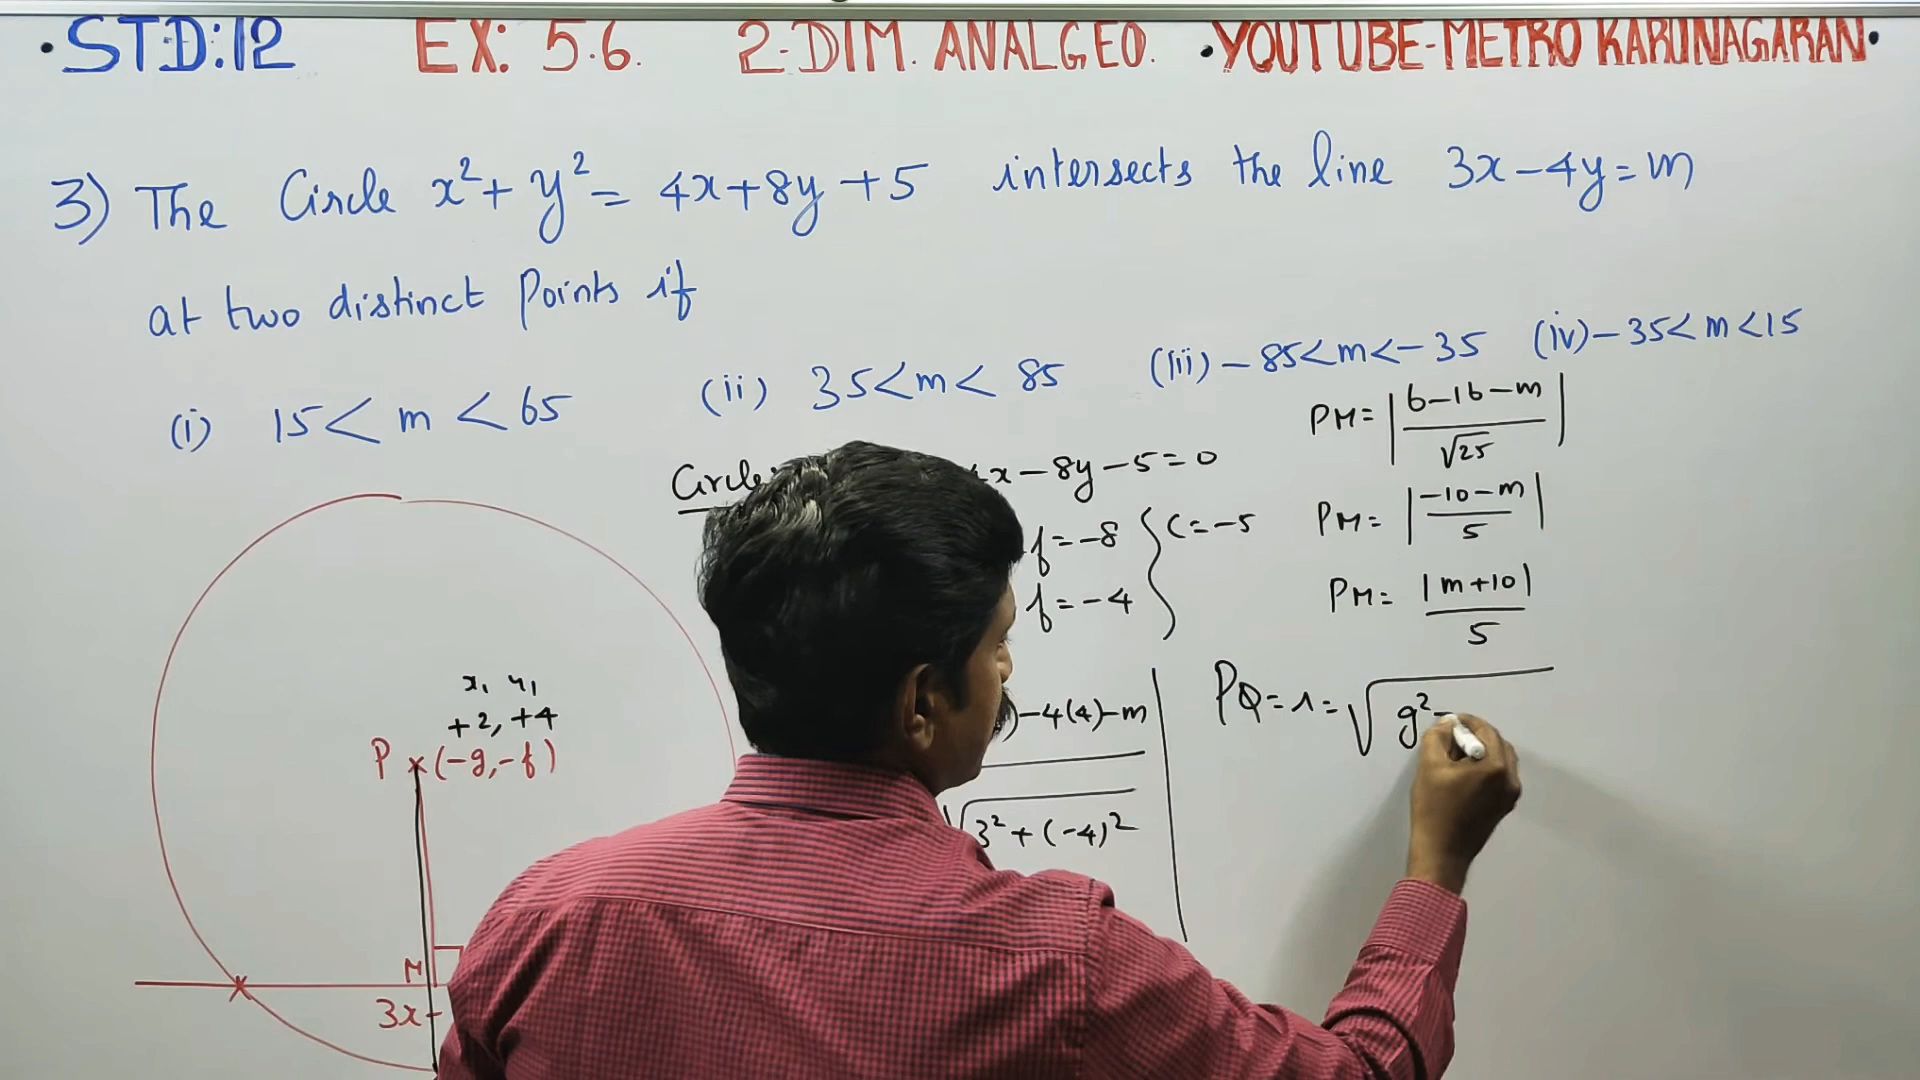 • STD:12 EX: 5.6. 2-DIM. ANALGEO. • YOUTUBE-METRO KARUNAGARAN •
3) The Circle x²+ y² = 4x+8y+5 intersects the line 3x-4y=m
at two distinct Points if
(i) 15 < m < 65 (ii) 35<m< 85 (iii) -85<m<-35 (iv) -35<m<15
PM= |6-16-m / √25|
x-8y-5=0
f=-8 } c=-5
f=-4
PM= |-10-m / 5|
PM= |m+10| / 5
x₁ y₁
+2, +4
P x (-g,-f)
)-4(4)-m
√3²+(-4)²
PQ=r=√g²
M
3x-